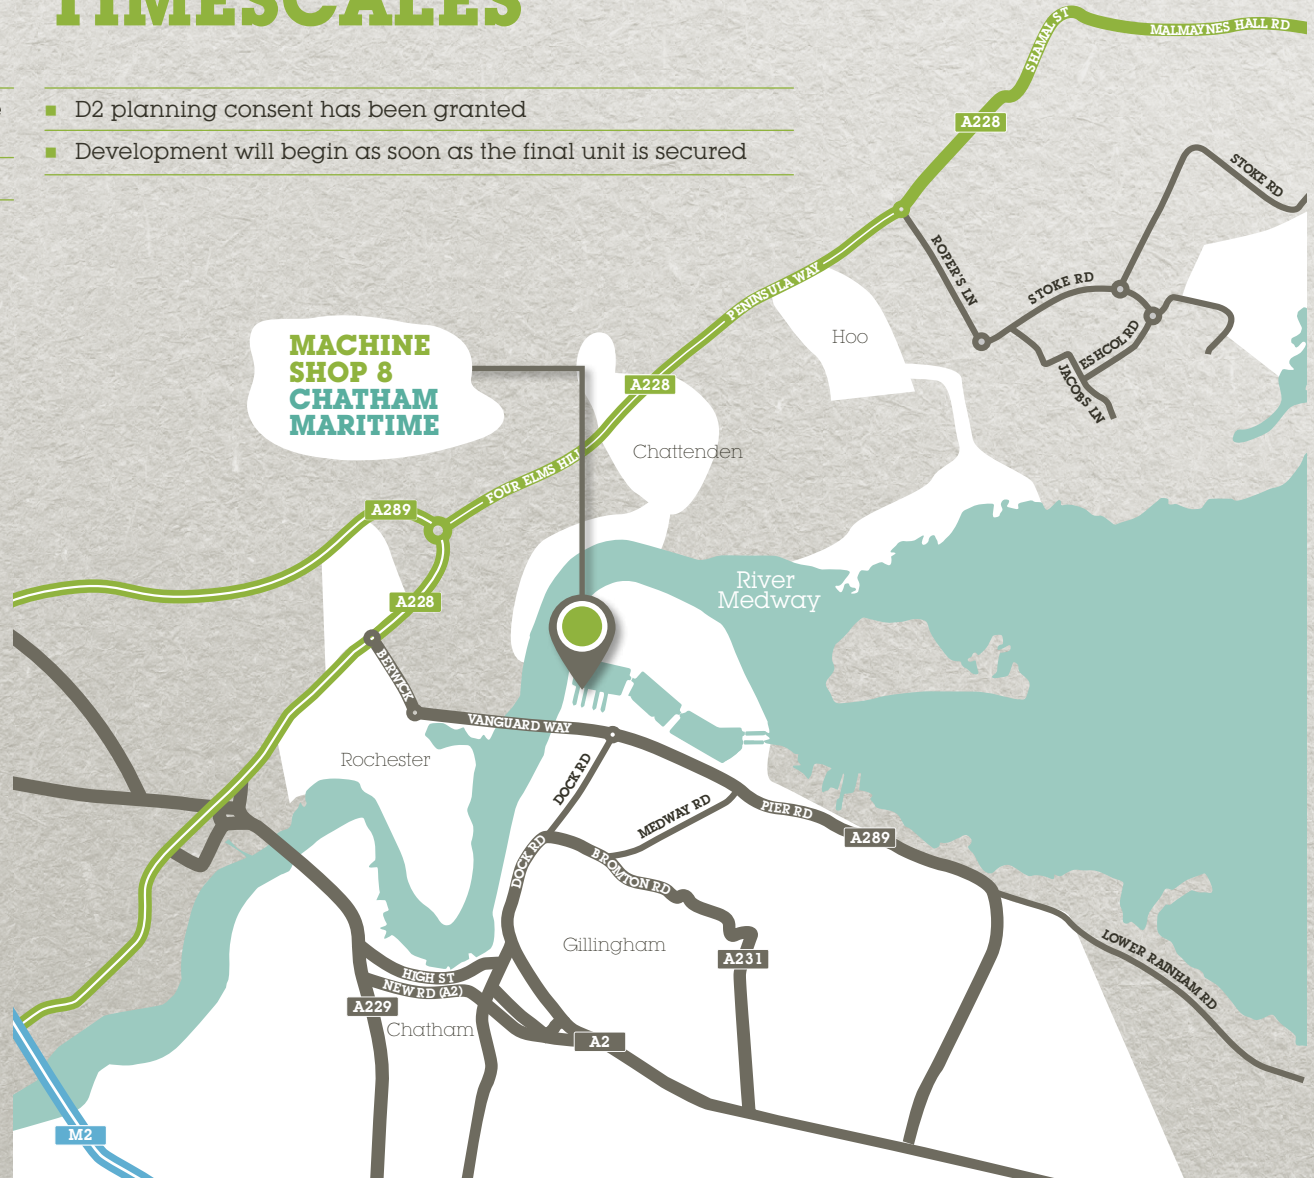 TIMESCALES
D2 planning consent has been granted
Development will begin as soon as the final unit is secured
SHAMAL ST
MALMAYNES HALL RD
A228
STOKE RD
ROPER'S LN
STOKE RD
ESHCOL RD
JACOBS LN
PENINSULA WAY
Hoo
MACHINE
SHOP 8
CHATHAM
MARITIME
A228
Chattenden
FOUR ELMS HILL
A289
A228
River
Medway
BERWICK
VANGUARD WAY
Rochester
DOCK RD
MEDWAY RD
PIER RD
A289
DOCK RD
BROMTON RD
Gillingham
A231
LOWER RAINHAM RD
HIGH ST
NEW RD (A2)
A229
Chatham
A2
M2